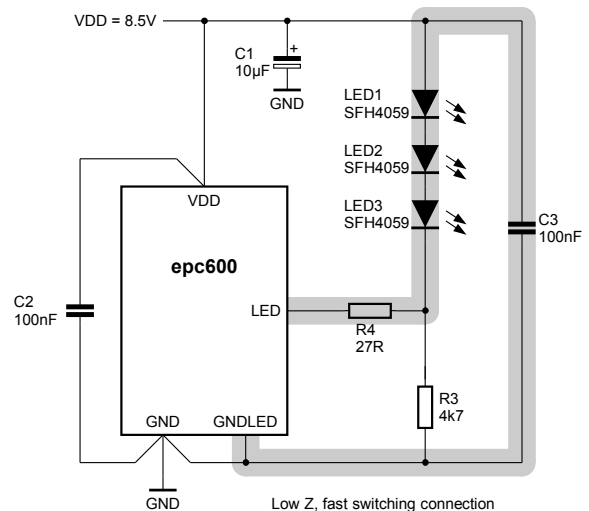 VDD = 8.5V
C1
10µF
+
GND
LED1
SFH4059
LED2
SFH4059
LED3
SFH4059
C3
100nF
VDD
epc600
C2
100nF
LED
R4
27R
R3
4k7
GND
GNDLED
GND
Low Z, fast switching connection